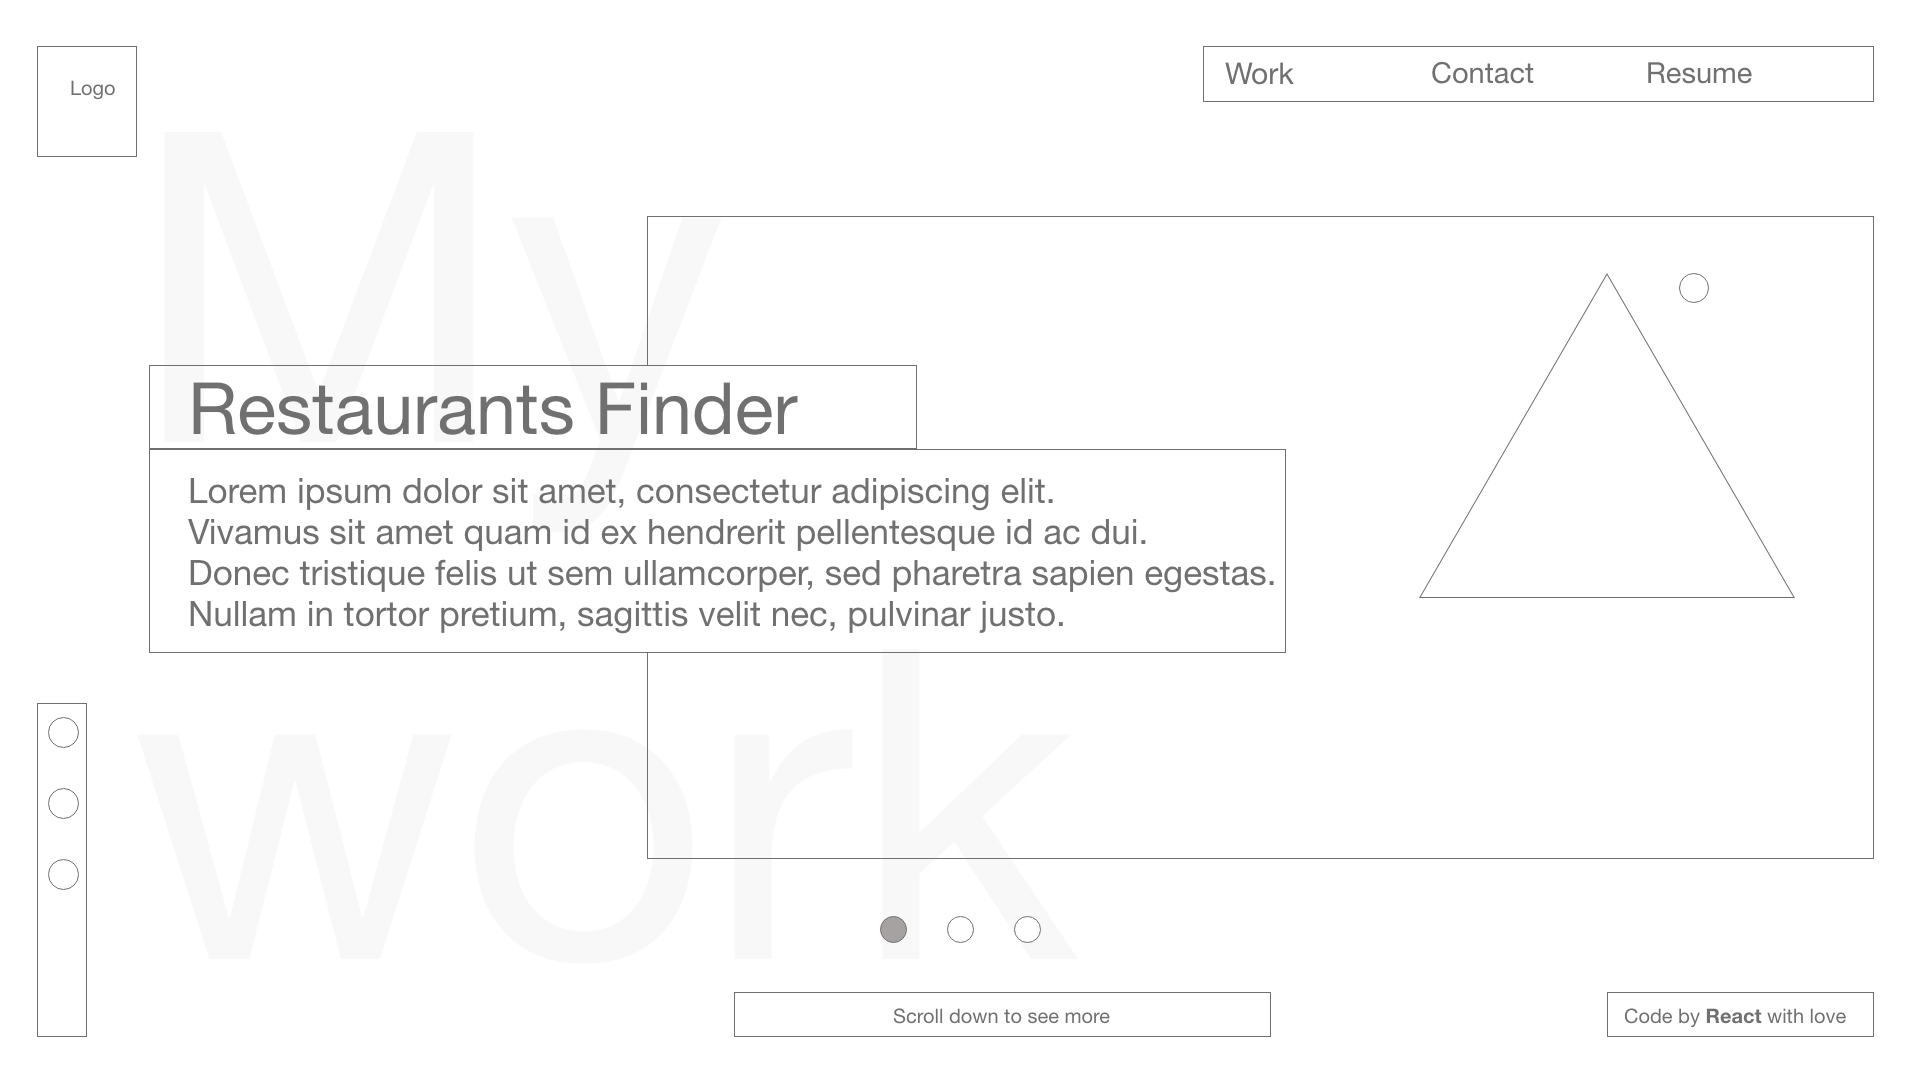 Logo
Work
Contact
Resume
My
Restaurants Finder
Lorem ipsum dolor sit amet, consectetur adipiscing elit.
Vivamus sit amet quam id ex hendrerit pellentesque id ac dui.
Donec tristique felis ut sem ullamcorper, sed pharetra sapien egestas.
Nullam in tortor pretium, sagittis velit nec, pulvinar justo.
work
Scroll down to see more
Code by React with love